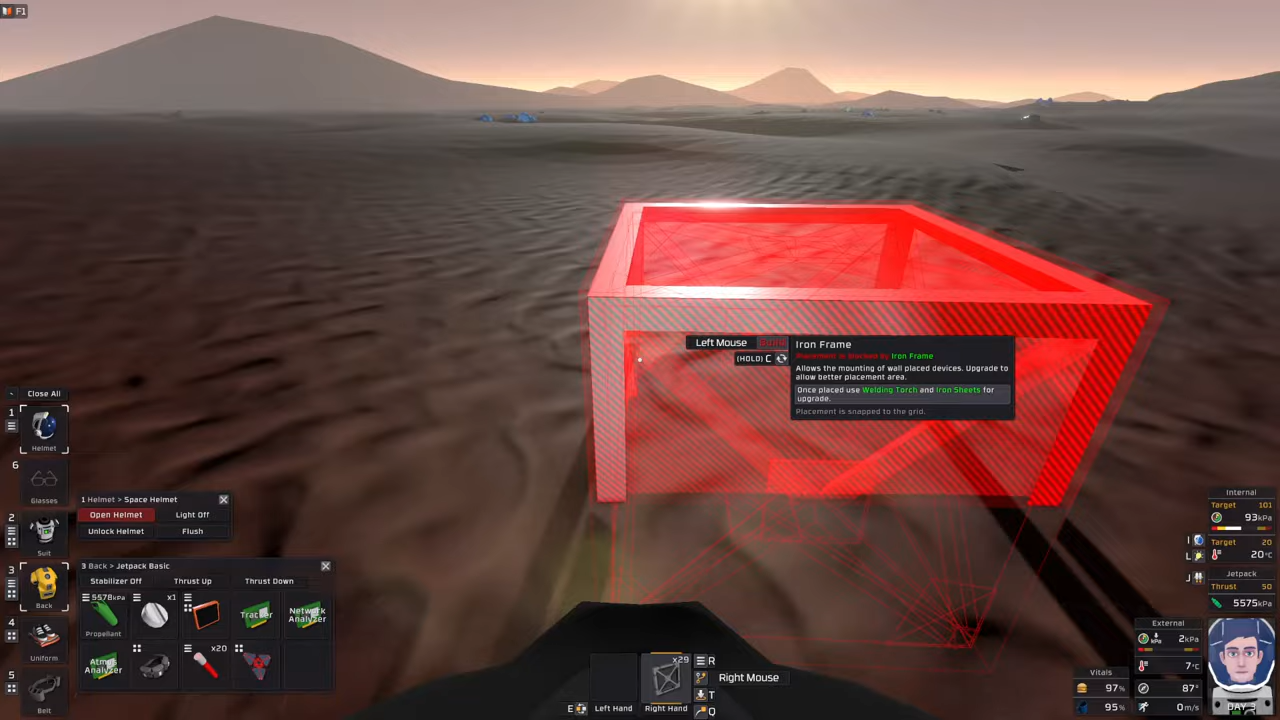 F1
Left Mouse Build
(HOLD) C
Iron Frame
Placement is blocked by Iron Frame
Allows the mounting of wall placed devices. Upgrade to
allow better placement area.
Once placed use Welding Torch and Iron Sheets for
upgrade.
Placement is snapped to the grid.
Close All
1
Helmet
6
Glasses
2
Suit
3
Back
4
Uniform
5
Belt
1 Helmet > Space Helmet
Open Helmet
Light Off
Unlock Helmet
Flush
3 Back > Jetpack Basic
Stabilizer Off
Thrust Up
Thrust Down
5578kPa
Propellant
x1
Tracker
Network
Analyzer
Atmos
Analyzer
x20
E
Left Hand
x29
Right Hand
R
T
Q
Right Mouse
Internal
Target 101
93kPa
Target 20
20°C
I
L
J
Jetpack
Thrust 50
5575kPa
External
2kPa
7°C
87°
0m/s
Vitals
97%
95%
DAY 3